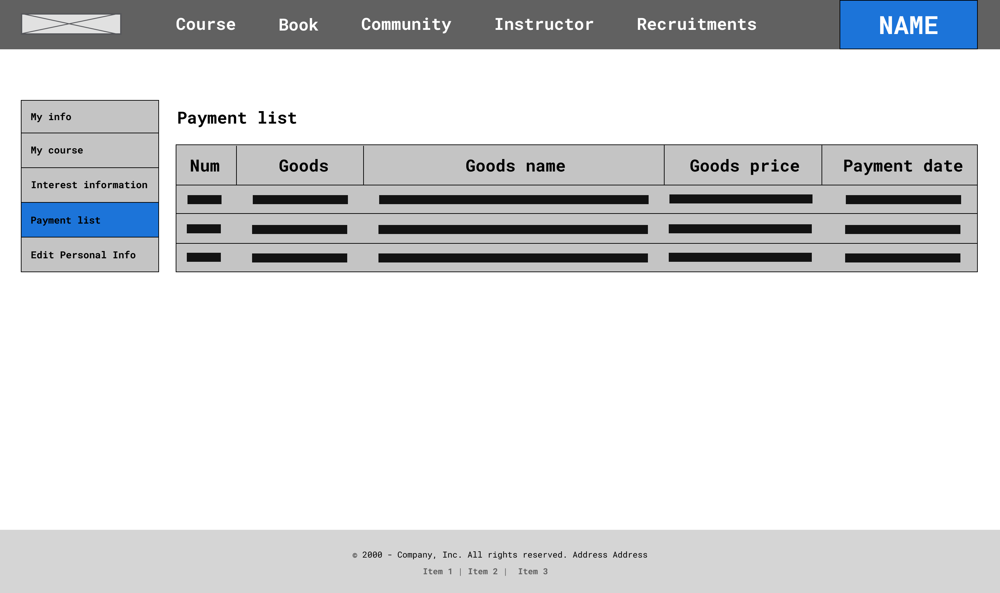 Course Book Community Instructor Recruitments NAME
My info
My course
Interest information
Payment list
Edit Personal Info
Payment list
Num Goods Goods name Goods price Payment date
© 2000 - Company, Inc. All rights reserved. Address Address
Item 1 | Item 2 | Item 3